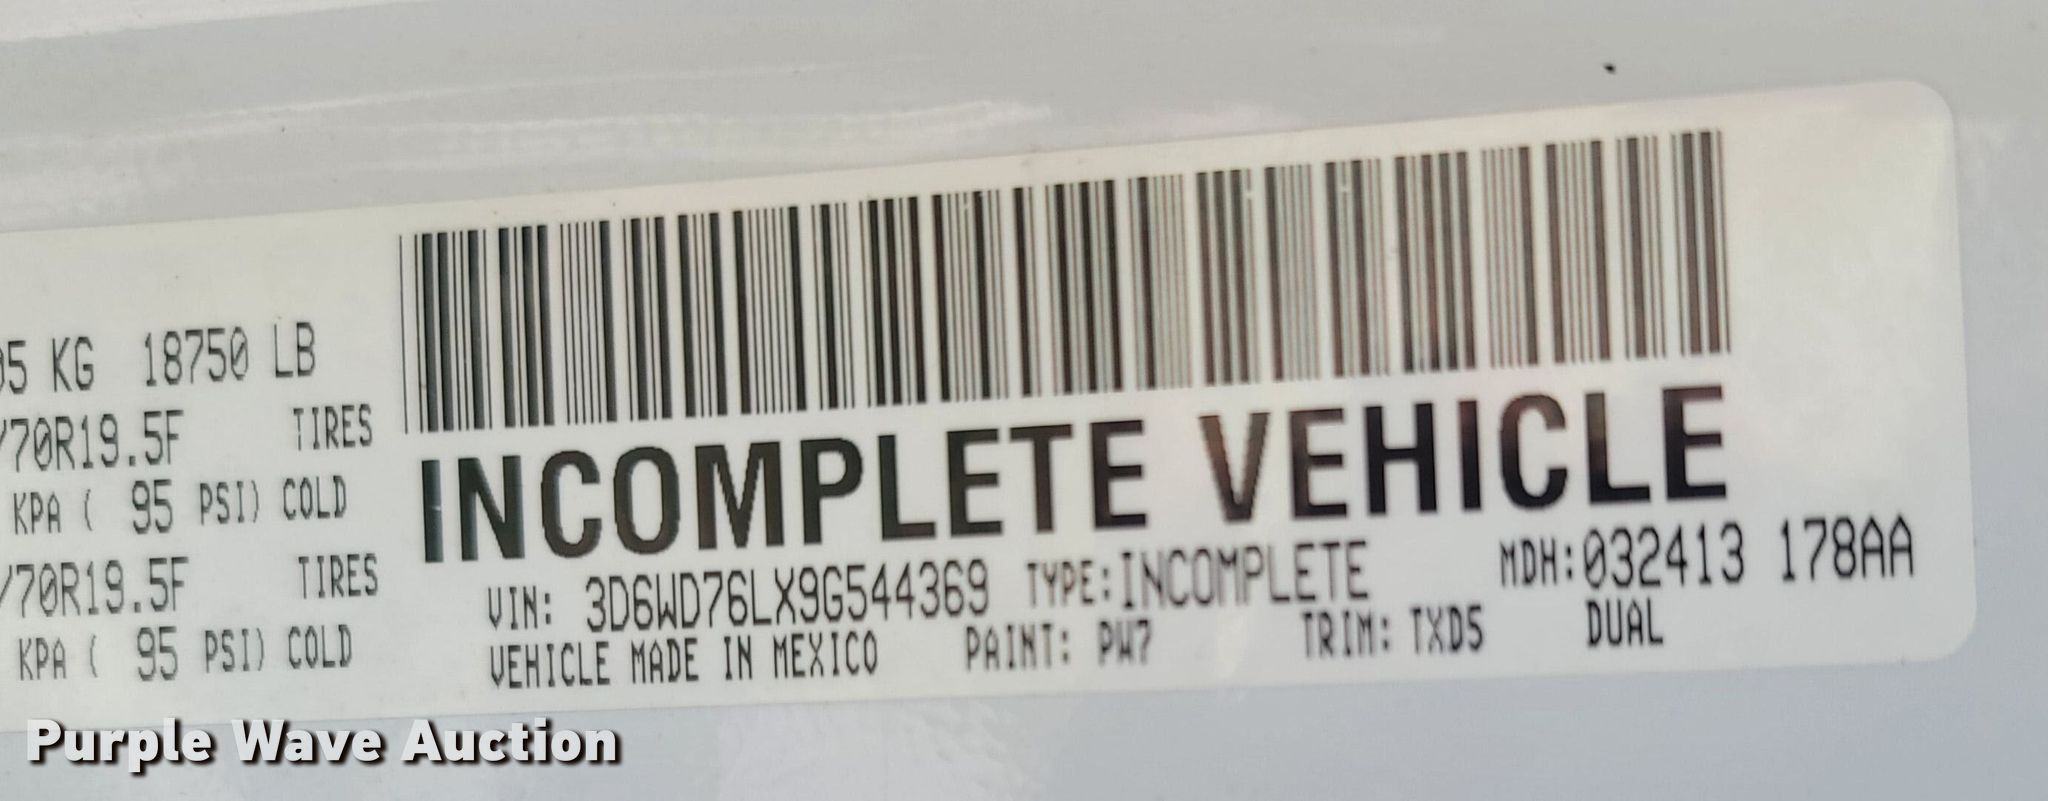 05 KG 18750 LB
/70R19.5F TIRES
KPA ( 95 PSI) COLD
/70R19.5F TIRES
KPA ( 95 PSI) COLD
INCOMPLETE VEHICLE
VIN: 3D6WD76LX9G544369 TYPE:INCOMPLETE MDH:032413 178AA
VEHICLE MADE IN MEXICO PAINT: PW7 TRIM: TXD5 DUAL
Purple Wave Auction